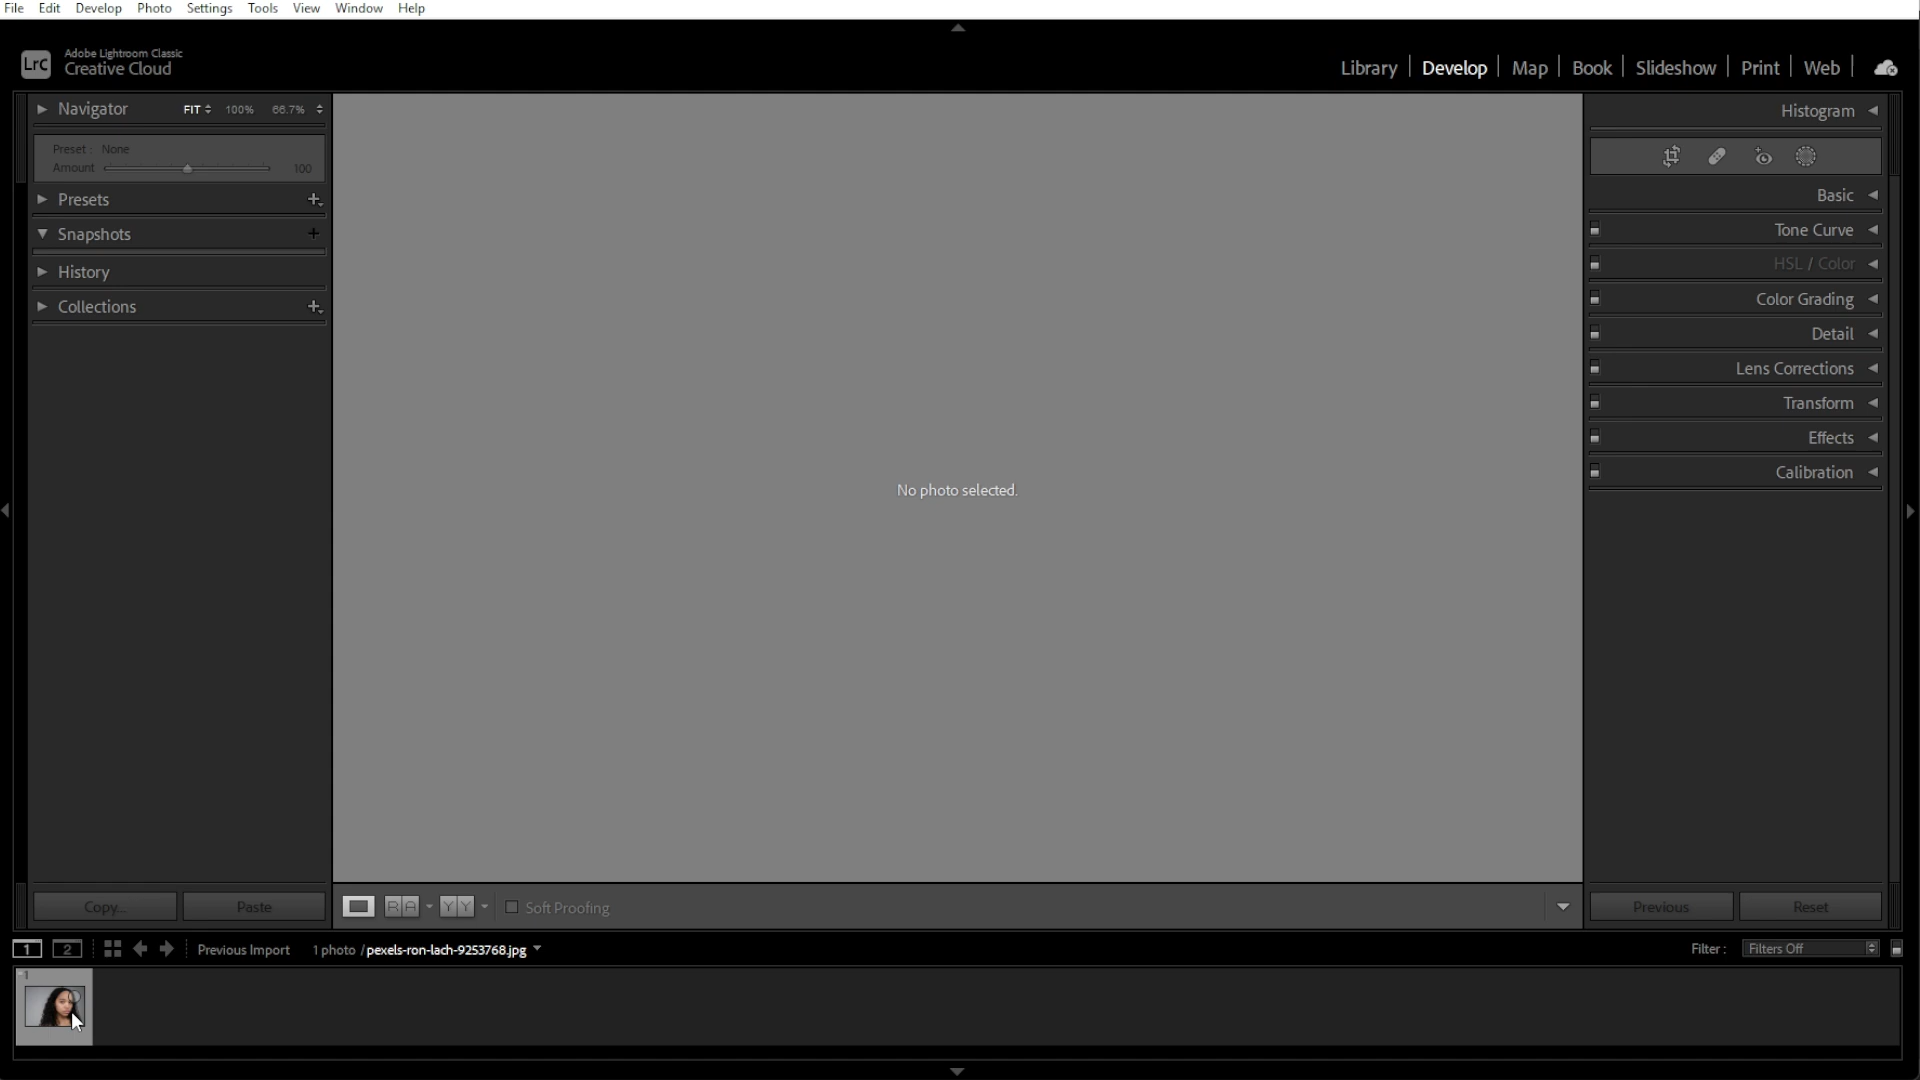 File Edit Develop Photo Settings Tools View Window Help
LrC Adobe Lightroom Classic
Creative Cloud
Library Develop Map Book Slideshow Print Web
Navigator FIT 100% 66.7%
Preset : None
Amount 100
Presets
Snapshots
History
Collections
No photo selected.
Histogram
Basic
Tone Curve
HSL / Color
Color Grading
Detail
Lens Corrections
Transform
Effects
Calibration
Copy... Paste
R A Y Y Soft Proofing
Previous Reset
1 2 Previous Import 1 photo / pexels-ron-lach-9253768.jpg
Filter : Filters Off
1